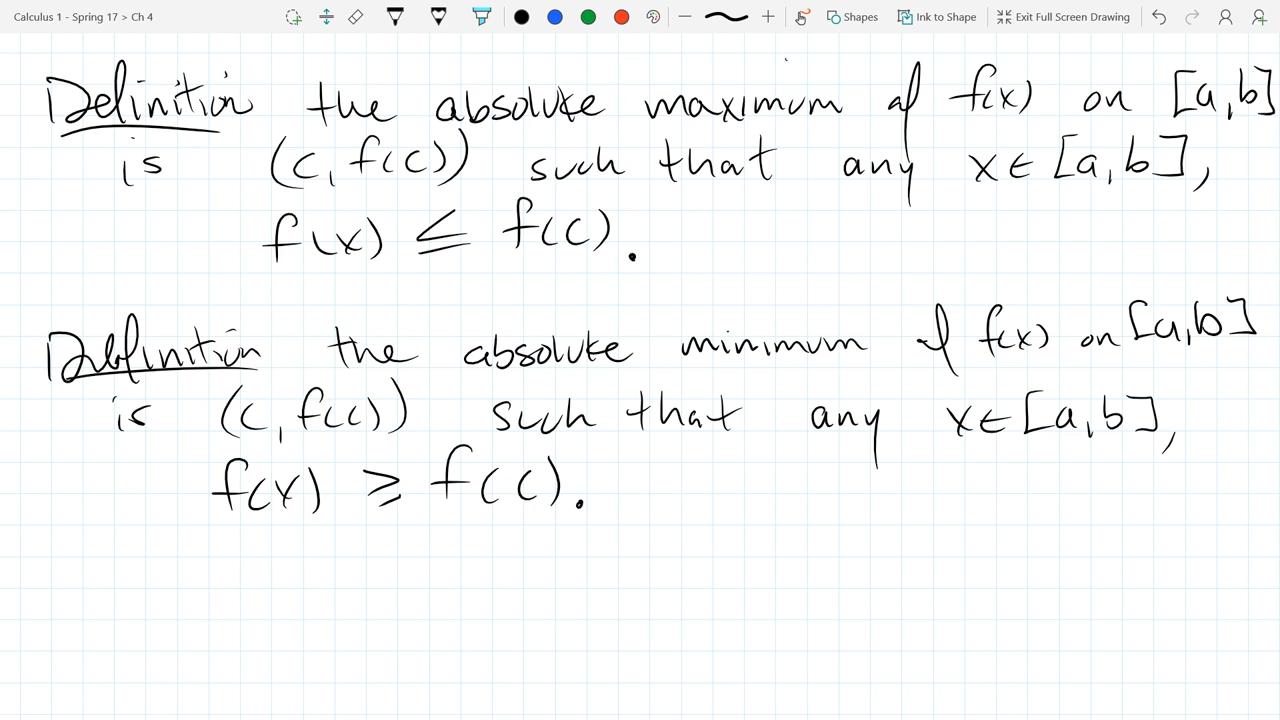 Calculus 1 - Spring 17 > Ch 4 Shapes Ink to Shape Exit Full Screen Drawing
Definition the absolute maximum of f(x) on [a,b]
is (c, f(c)) such that any x ∈ [a,b],
f(x) ≤ f(c).
Definition the absolute minimum of f(x) on [a,b]
is (c, f(c)) such that any x ∈ [a,b],
f(x) ≥ f(c).